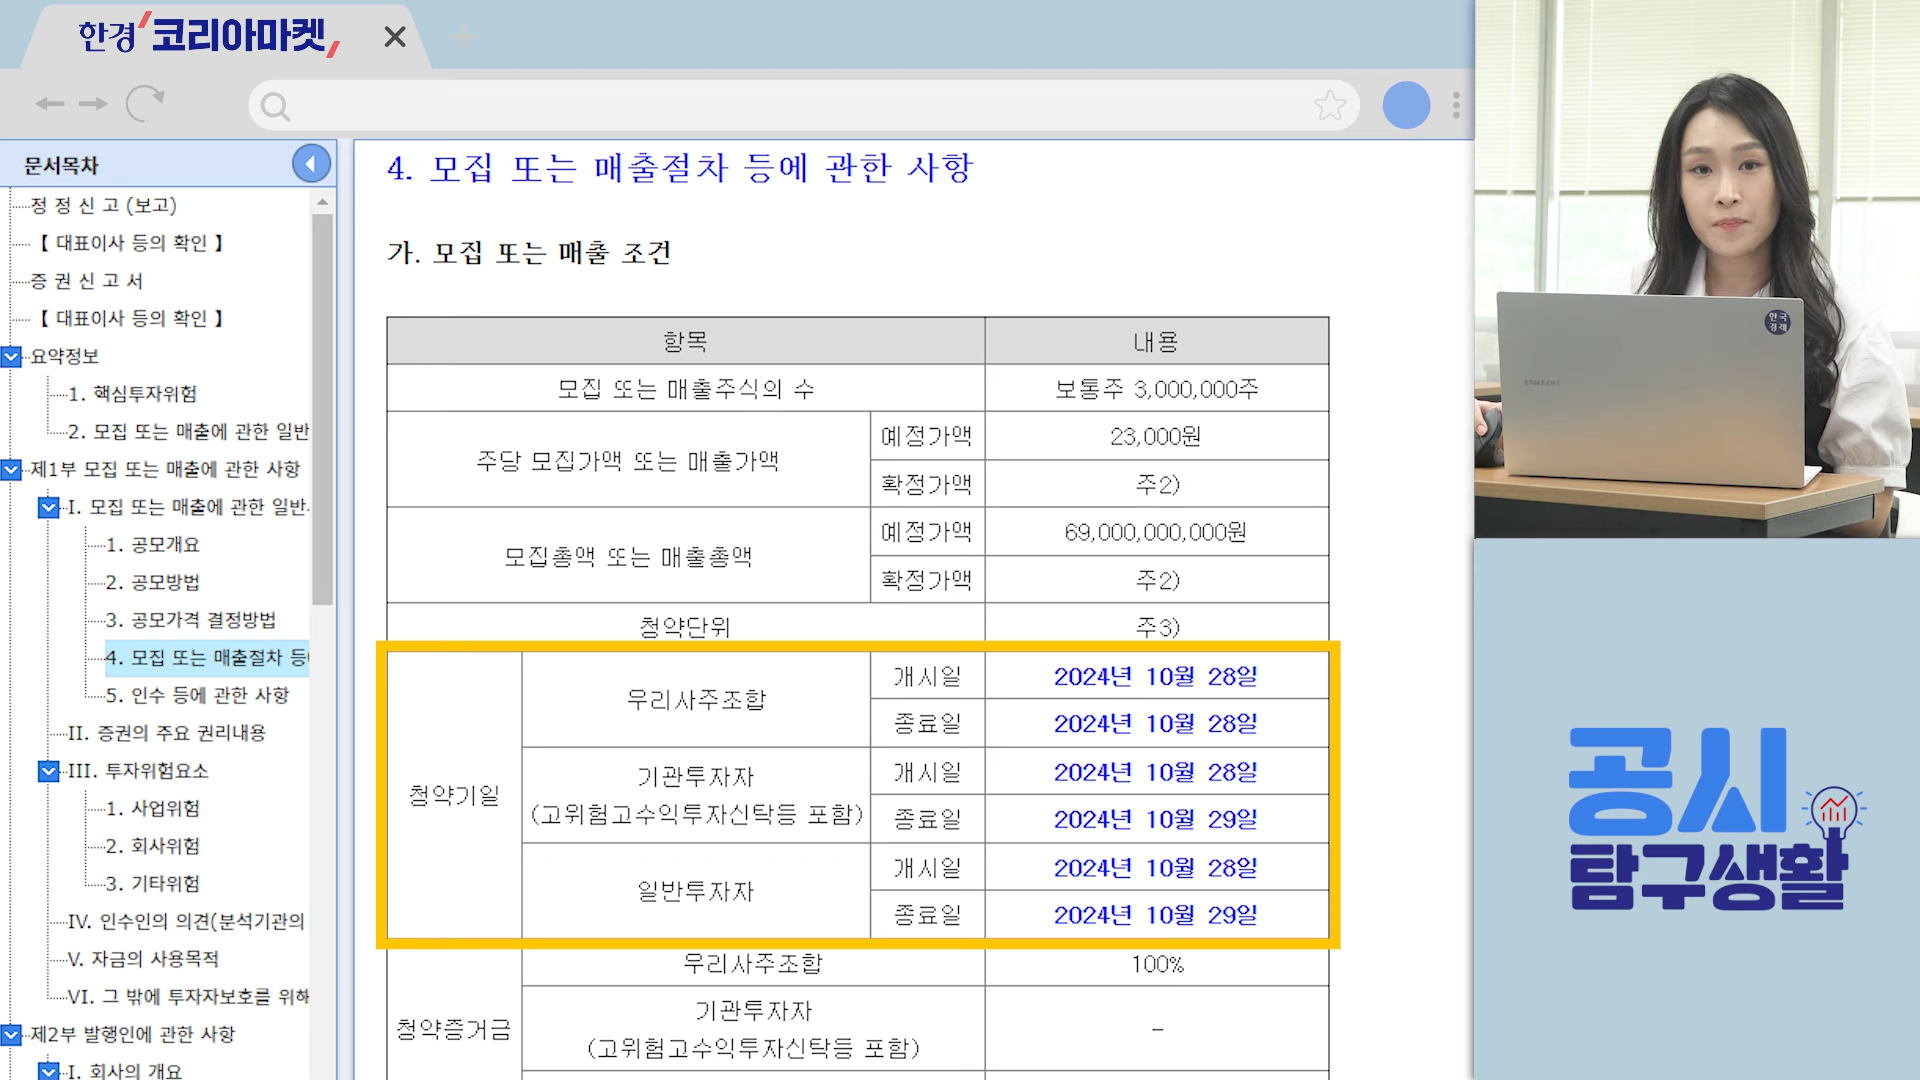 한경 코리아마켓
문서목차
정 정 신 고 (보고)
【 대표이사 등의 확인 】
증 권 신 고 서
【 대표이사 등의 확인 】
요약정보
1. 핵심투자위험
2. 모집 또는 매출에 관한 일반
제1부 모집 또는 매출에 관한 사항
I. 모집 또는 매출에 관한 일반
1. 공모개요
2. 공모방법
3. 공모가격 결정방법
4. 모집 또는 매출절차 등
5. 인수 등에 관한 사항
II. 증권의 주요 권리내용
III. 투자위험요소
1. 사업위험
2. 회사위험
3. 기타위험
IV. 인수인의 의견(분석기관의
V. 자금의 사용목적
VI. 그 밖에 투자자보호를 위해
제2부 발행인에 관한 사항
I. 회사의 개요
4. 모집 또는 매출절차 등에 관한 사항
가. 모집 또는 매출 조건
항목 내용
모집 또는 매출주식의 수 보통주 3,000,000주
주당 모집가액 또는 매출가액 예정가액 23,000원
확정가액 주2)
모집총액 또는 매출총액 예정가액 69,000,000,000원
확정가액 주2)
청약단위 주3)
청약기일 우리사주조합 개시일 2024년 10월 28일
종료일 2024년 10월 28일
기관투자자
(고위험고수익투자신탁등 포함) 개시일 2024년 10월 28일
종료일 2024년 10월 29일
일반투자자 개시일 2024년 10월 28일
종료일 2024년 10월 29일
청약증거금 우리사주조합 100%
기관투자자
(고위험고수익투자신탁등 포함) -
한국
경제
공시
탐구생활